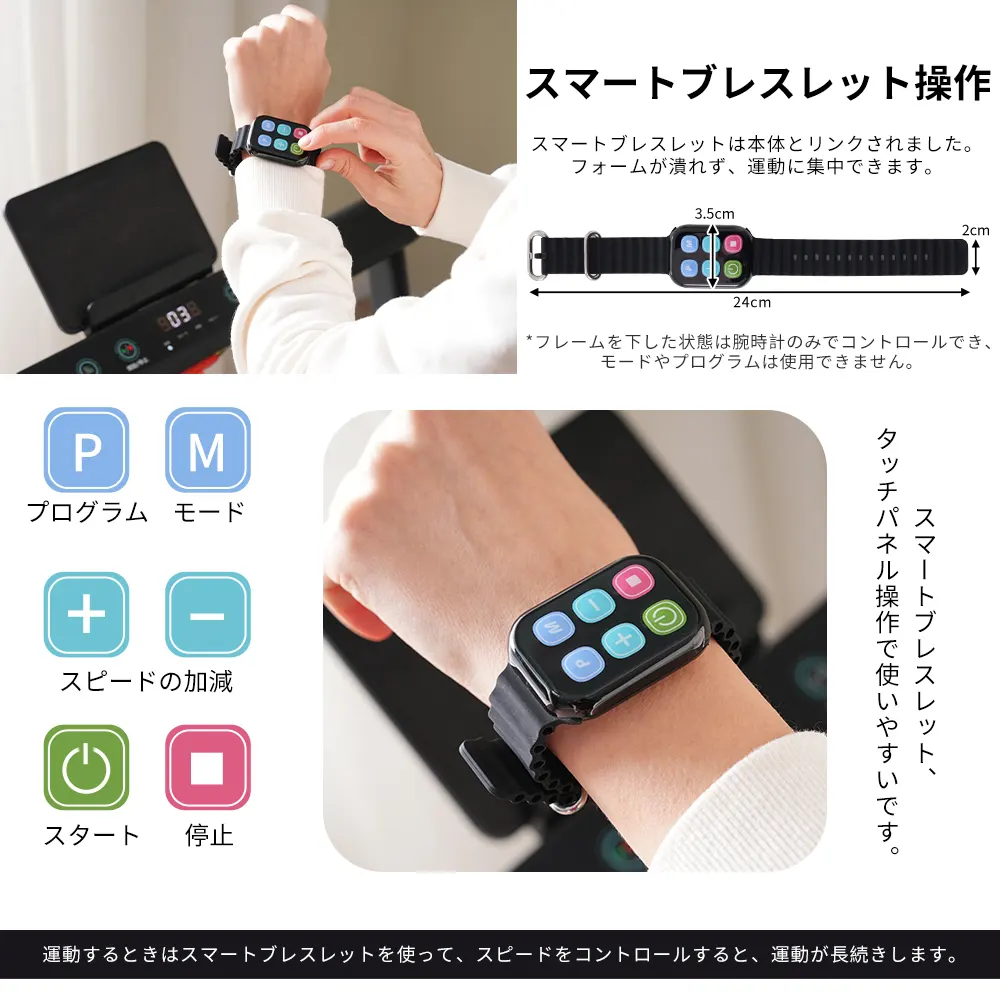 スマートブレスレット操作
スマートブレスレットは本体とリンクされました。
フォームが潰れず、運動に集中できます。
3.5cm
2cm
24cm
*フレームを下した状態は腕時計のみでコントロールでき、
モードやプログラムは使用できません。
P
M
プログラム
モード
+
−
スピードの加減
スタート
停止
スマートブレスレット、
タッチパネル操作で使いやすいです。
M
P
運動するときはスマートブレスレットを使って、スピードをコントロールすると、運動が長続きします。